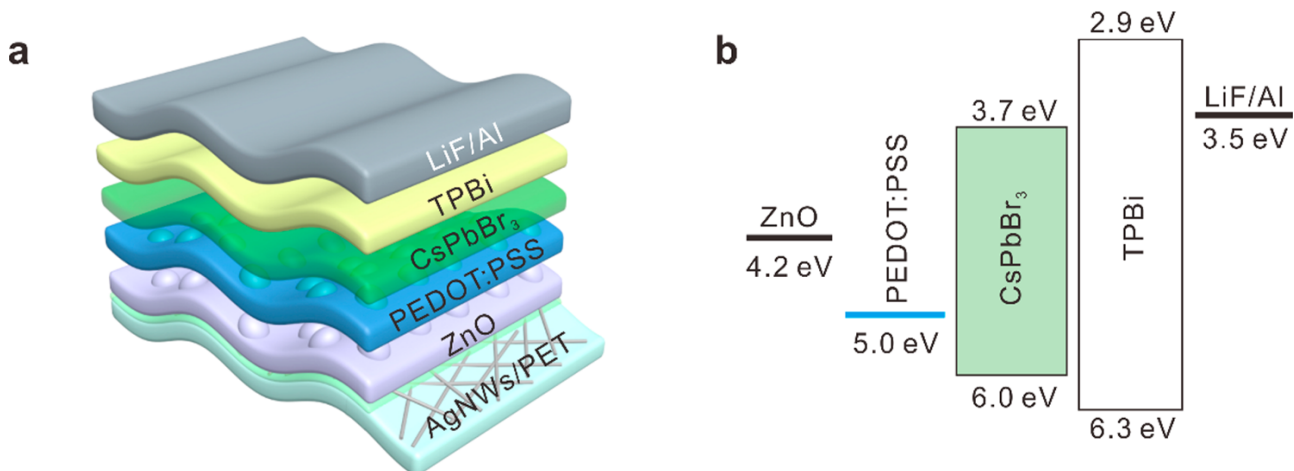 a
LiF/Al
TPBi
CsPbBr₃
PEDOT:PSS
ZnO
AgNWs/PET
b
ZnO
4.2 eV
PEDOT:PSS
5.0 eV
3.7 eV
CsPbBr₃
6.0 eV
2.9 eV
TPBi
6.3 eV
LiF/Al
3.5 eV